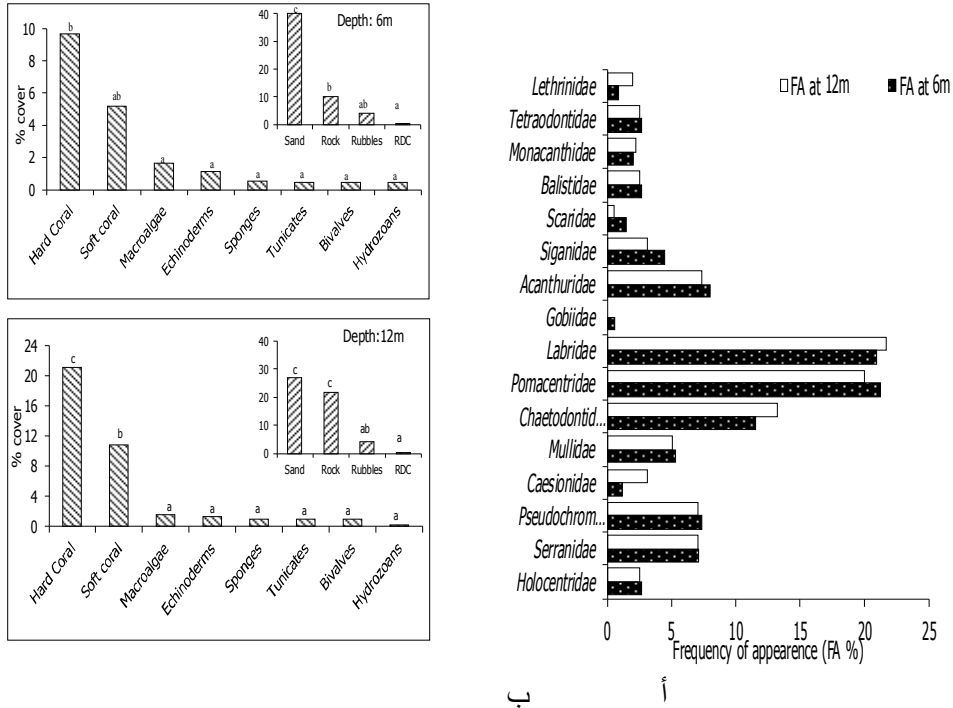 Depth: 6m
% cover
10
8
6
4
2
0
b
ab
a
a
a
a
a
a
Hard Coral
Soft coral
Macroalgae
Echinoderms
Sponges
Tunicates
Bivalves
Hydrozoans
40
30
20
10
0
c
b
ab
a
Sand
Rock
Rubbles
RDC
Depth:12m
% cover
24
20
16
12
8
4
0
c
b
a
a
a
a
a
a
Hard Coral
Soft coral
Macroalgae
Echinoderms
Sponges
Tunicates
Bivalves
Hydrozoans
40
30
20
10
0
c
c
ab
a
Sand
Rock
Rubbles
RDC
FA at 12m
FA at 6m
Lethrinidae
Tetraodontidae
Monacanthidae
Balistidae
Scaridae
Siganidae
Acanthuridae
Gobiidae
Labridae
Pomacentridae
Chaetodontid...
Mullidae
Caesionidae
Pseudochrom...
Serranidae
Holocentridae
0 5 10 15 20 25
Frequency of appearence (FA %)
أ
ب